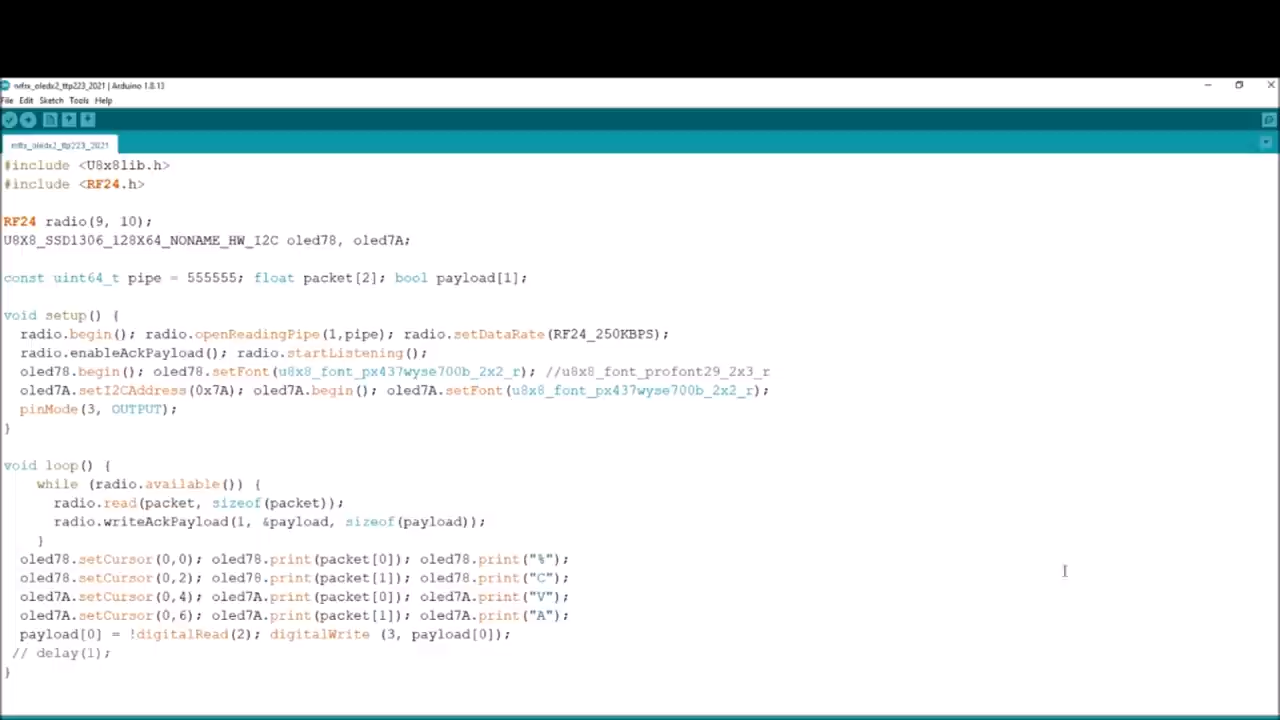 nrfrx_oledx2_ttp223_2021 | Arduino 1.8.13
File Edit Sketch Tools Help
nrfrx_oledx2_ttp223_2021
#include <U8x8lib.h>
#include <RF24.h>
RF24 radio(9, 10);
U8X8_SSD1306_128X64_NONAME_HW_I2C oled78, oled7A;
const uint64_t pipe = 555555; float packet[2]; bool payload[1];
void setup() {
radio.begin(); radio.openReadingPipe(1,pipe); radio.setDataRate(RF24_250KBPS);
radio.enableAckPayload(); radio.startListening();
oled78.begin(); oled78.setFont(u8x8_font_px437wyse700b_2x2_r); //u8x8_font_profont29_2x3_r
oled7A.setI2CAddress(0x7A); oled7A.begin(); oled7A.setFont(u8x8_font_px437wyse700b_2x2_r);
pinMode(3, OUTPUT);
}
void loop() {
while (radio.available()) {
radio.read(packet, sizeof(packet));
radio.writeAckPayload(1, &payload, sizeof(payload));
}
oled78.setCursor(0,0); oled78.print(packet[0]); oled78.print("%");
oled78.setCursor(0,2); oled78.print(packet[1]); oled78.print("C");
oled7A.setCursor(0,4); oled7A.print(packet[0]); oled7A.print("V");
oled7A.setCursor(0,6); oled7A.print(packet[1]); oled7A.print("A");
payload[0] = !digitalRead(2); digitalWrite (3, payload[0]);
// delay(1);
}